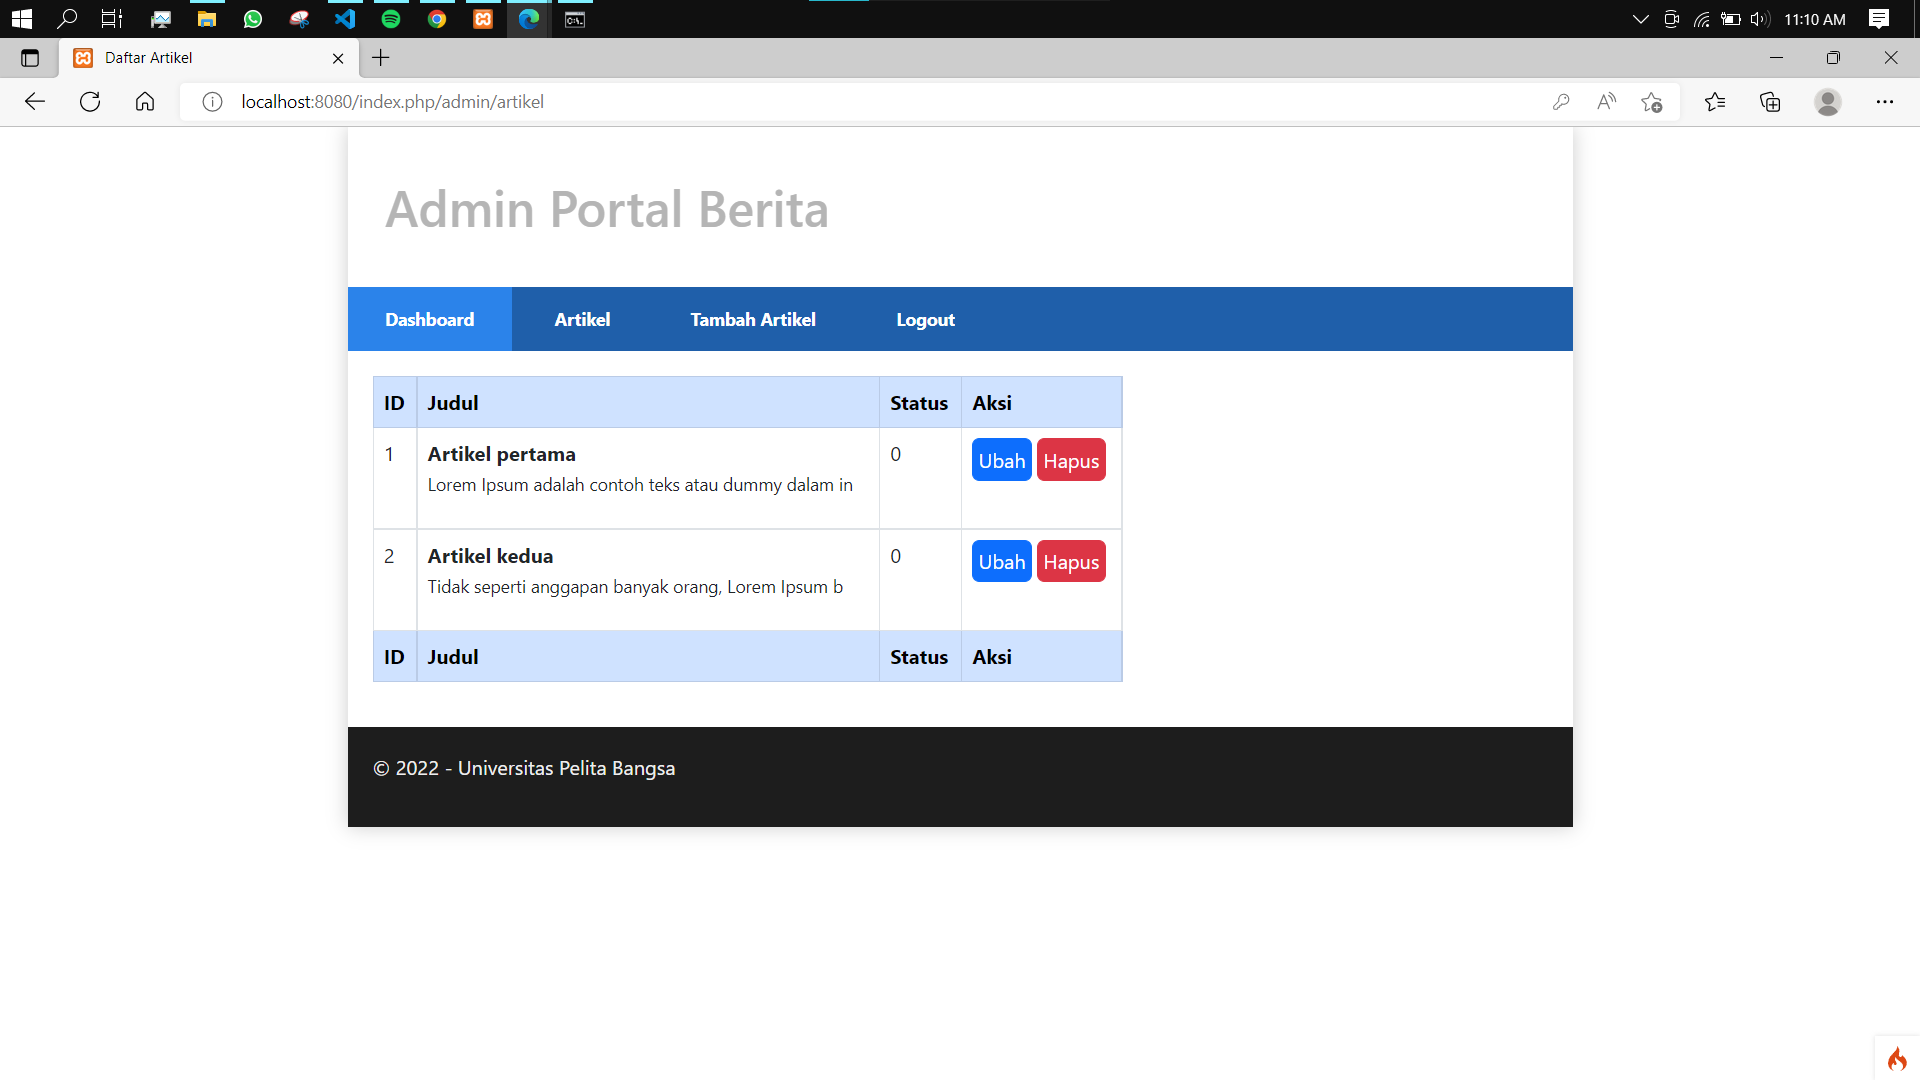 11:10 AM
Daftar Artikel
localhost:8080/index.php/admin/artikel
Admin Portal Berita
Dashboard Artikel Tambah Artikel Logout
ID Judul Status Aksi
1 Artikel pertama 0 Ubah Hapus
Lorem Ipsum adalah contoh teks atau dummy dalam in
2 Artikel kedua 0 Ubah Hapus
Tidak seperti anggapan banyak orang, Lorem Ipsum b
ID Judul Status Aksi
© 2022 - Universitas Pelita Bangsa